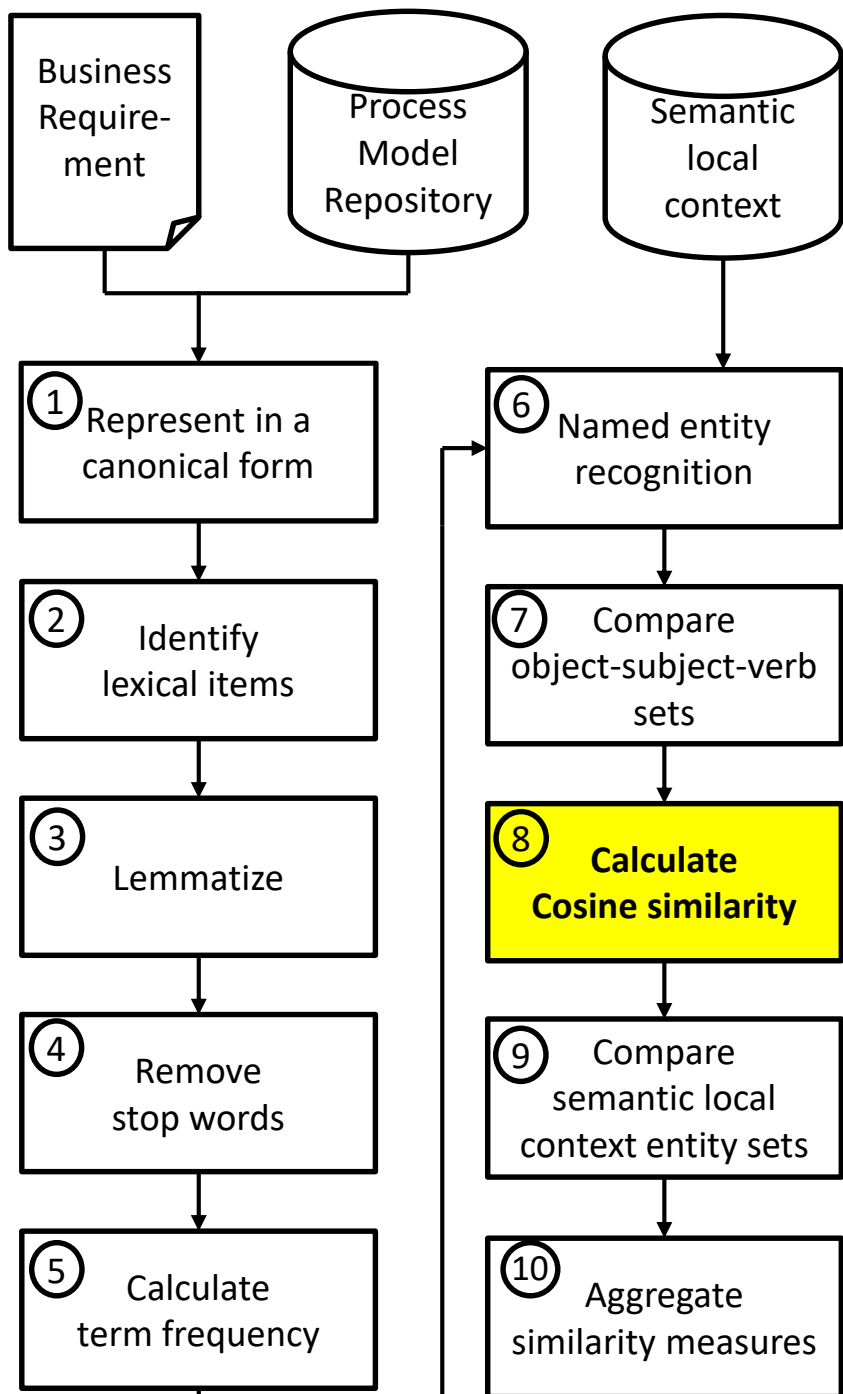 Business
Require-
ment
Process
Model
Repository
Semantic
local
context
1
Represent in a
canonical form
2
Identify
lexical items
3
Lemmatize
4
Remove
stop words
5
Calculate
term frequency
6
Named entity
recognition
7
Compare
object-subject-verb
sets
8
Calculate
Cosine similarity
9
Compare
semantic local
context entity sets
10
Aggregate
similarity measures